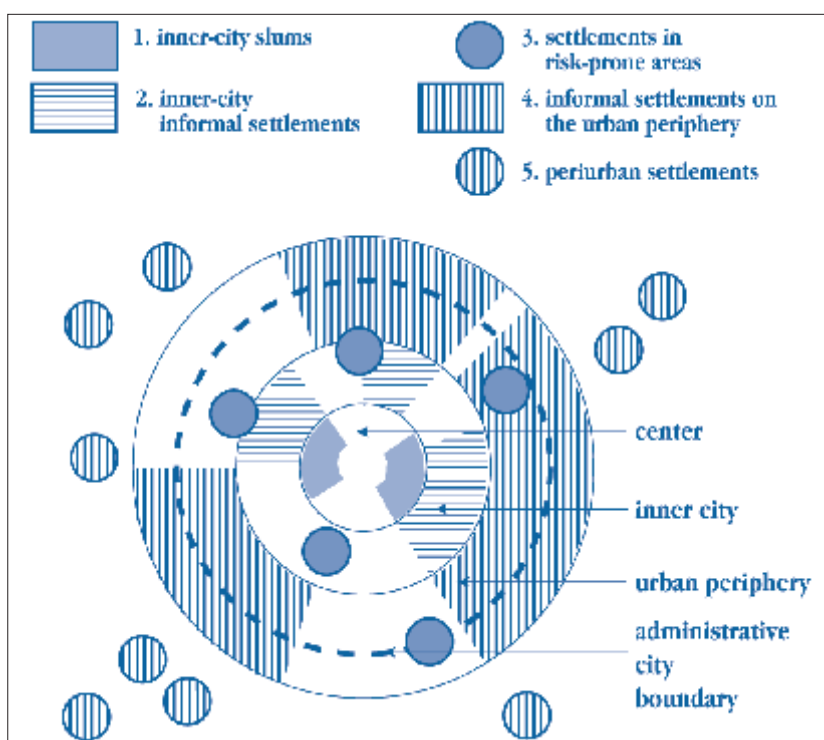 1. inner-city slums
2. inner-city
informal settlements
3. settlements in
risk-prone areas
4. informal settlements on
the urban periphery
5. periurban settlements
center
inner city
urban periphery
administrative
city
boundary